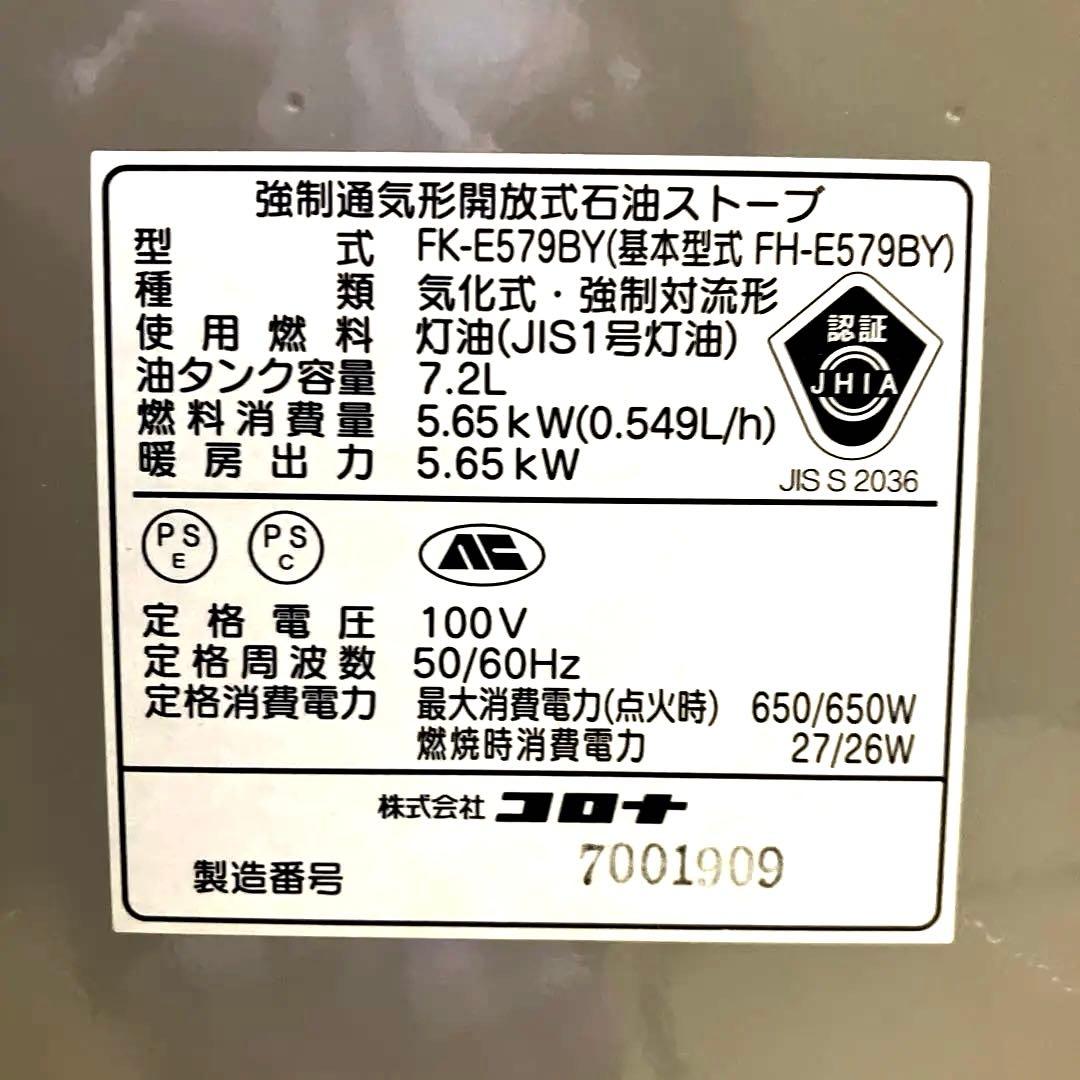 強制通気形開放式石油ストーブ
型式 FK-E579BY(基本型式 FH-E579BY)
種類 気化式・強制対流形
使用燃料 灯油(JIS1号灯油)
油タンク容量 7.2L
燃料消費量 5.65kW(0.549L/h)
暖房出力 5.65kW
認証
JHIA
JIS S 2036
PS E
PS C
定格電圧 100V
定格周波数 50/60Hz
定格消費電力 最大消費電力(点火時) 650/650W
燃焼時消費電力 27/26W
株式会社 コロナ
製造番号 7001909